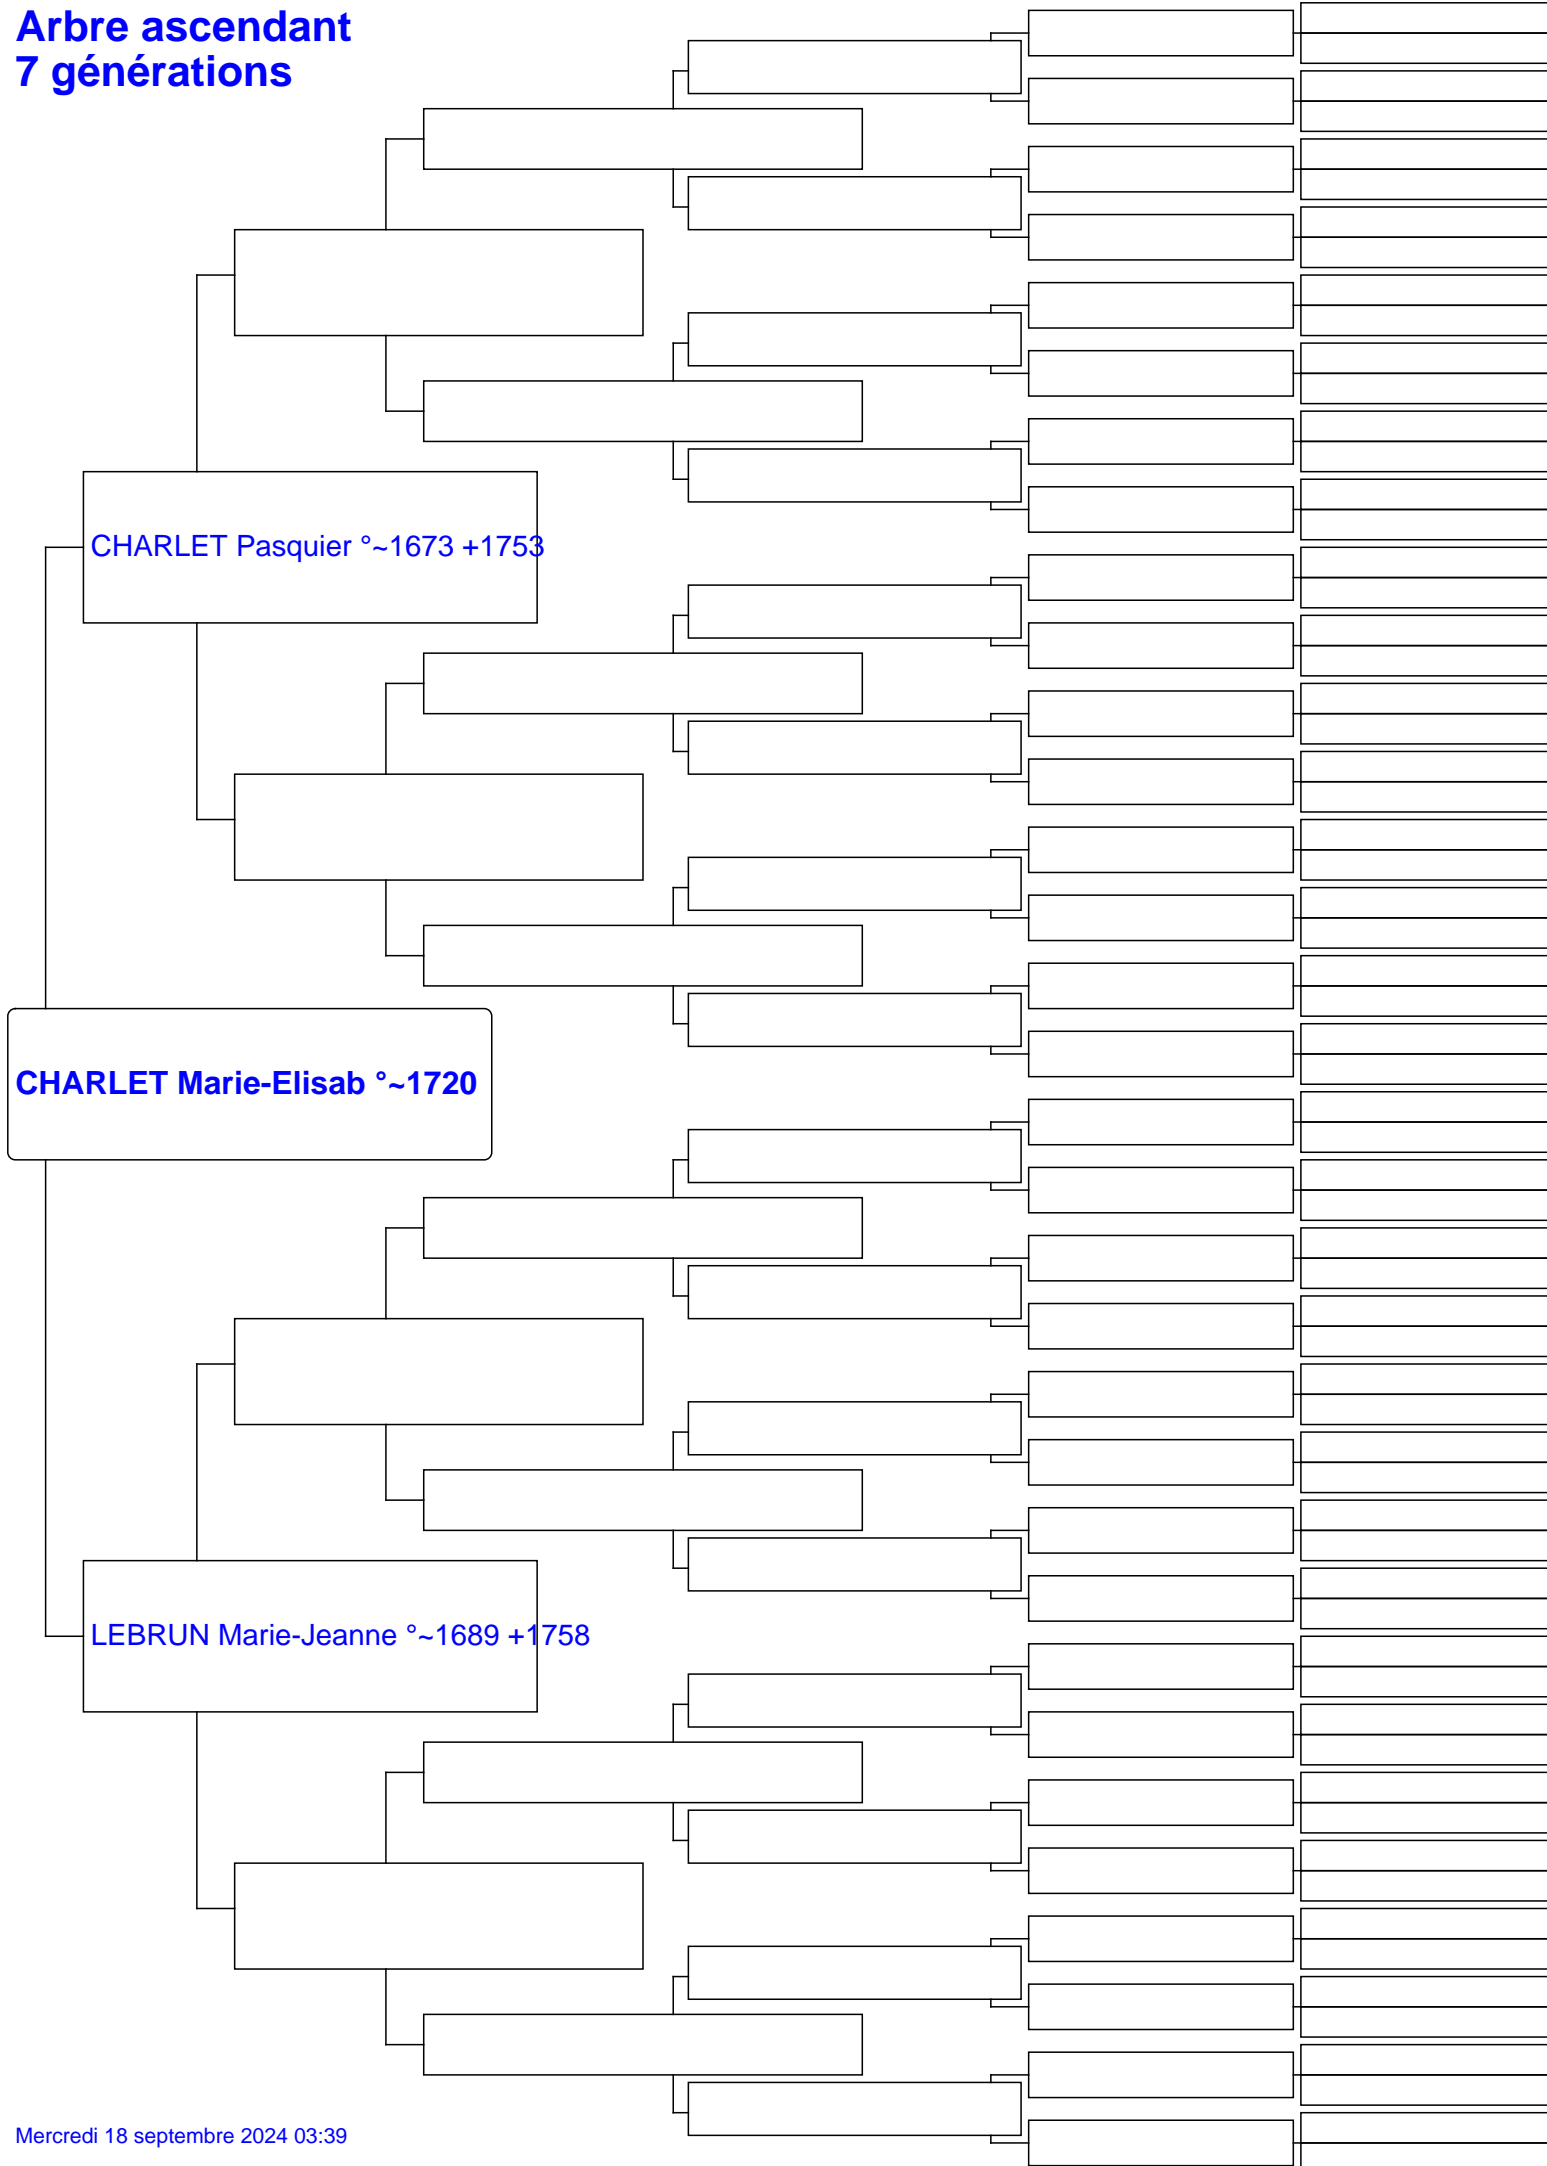 Arbre ascendant
7 générations
CHARLET Pasquier °~1673 +1753
CHARLET Marie-Elisab °~1720
LEBRUN Marie-Jeanne °~1689 +1758
Mercredi 18 septembre 2024 03:39